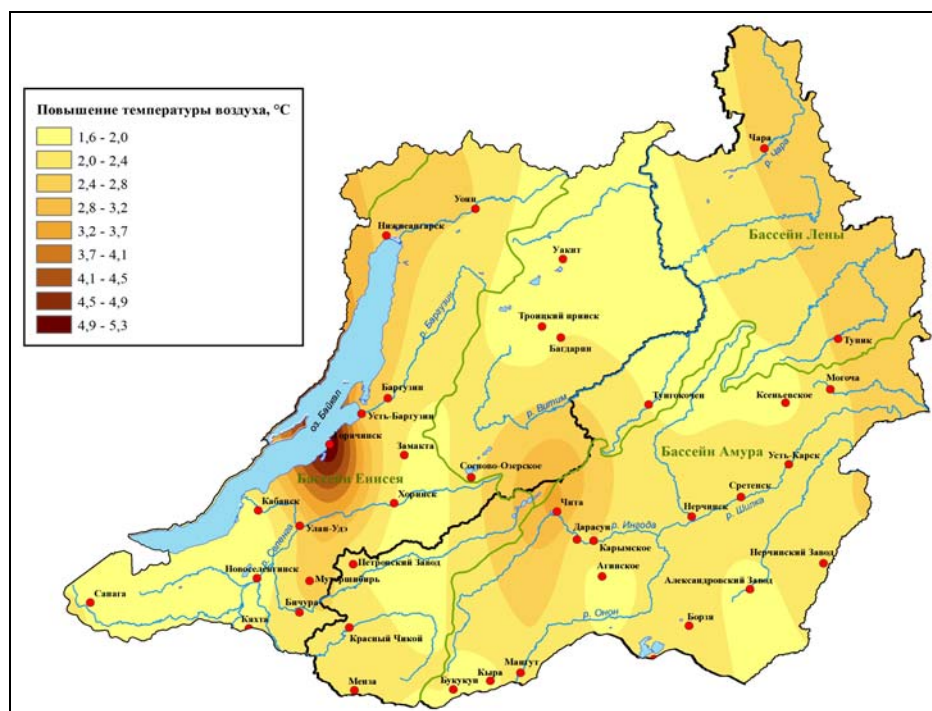 Повышение температуры воздуха, °C
1,6 - 2,0
2,0 - 2,4
2,4 - 2,8
2,8 - 3,2
3,2 - 3,7
3,7 - 4,1
4,1 - 4,5
4,5 - 4,9
4,9 - 5,3
Чара
р. Чара
Уоян
Нижнеангарск
Бассейн Лены
Уакит
р. Баргузин
Троицкий прииск
Багдарин
Тупик
Баргузин
Могоча
Усть-Баргузин
оз. Байкал
р. Витим
Тунгокочен
Ксеньевское
Горячинск
Замакта
Бассейн Амура
Бассейн Енисея
Сосново-Озерское
Усть-Карск
Кабанск
Хоринск
Сретенск
Чита
Нерчинск
р. Шилка
Улан-Удэ
р. Ингода
р. Селенга
Дарасун
Карымское
Нерчинский Завод
Петровский Завод
Новоселенгинск
Мухоршибирь
Агинское
Александровский Завод
Санага
Бичура
р. Онон
Борзя
Кяхта
Красный Чикой
Мангут
Кыра
Менза
Букукун